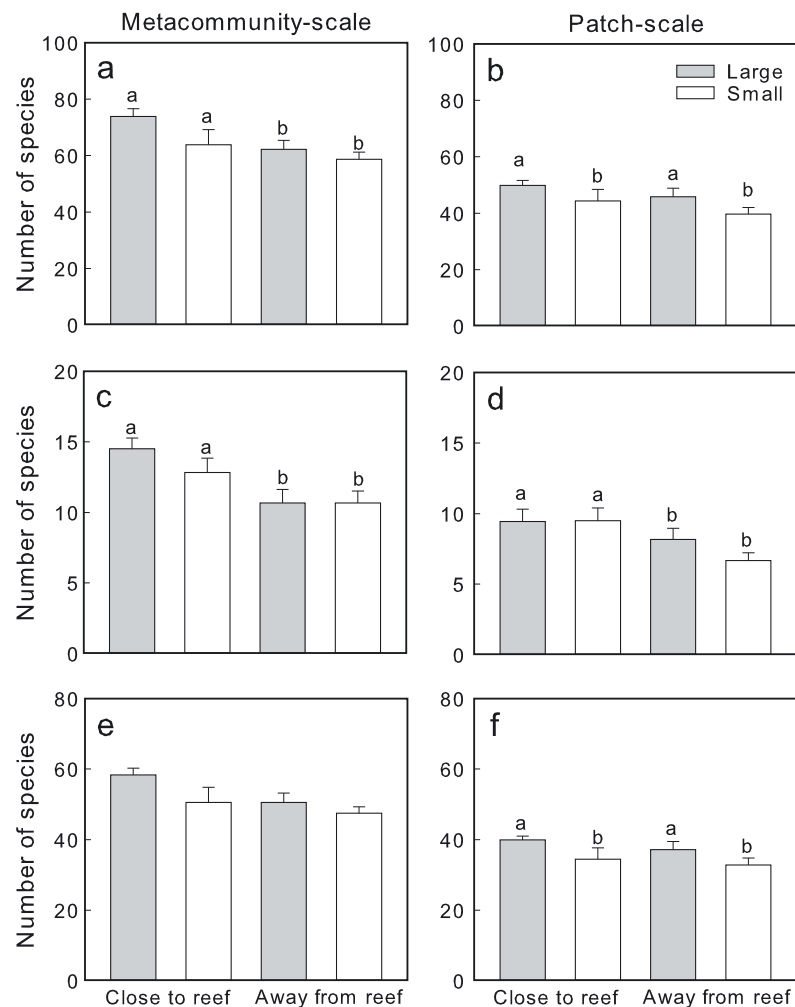 Metacommunity-scale
Patch-scale
Number of species
100
80
60
40
20
0
a
a
a
b
b
100
80
60
40
20
0
b
a
b
a
b
Large
Small
Number of species
20
15
10
5
0
c
a
a
b
b
20
15
10
5
0
d
a
a
b
b
Number of species
80
60
40
20
0
e
80
60
40
20
0
f
a
b
a
b
Close to reef Away from reef
Close to reef Away from reef